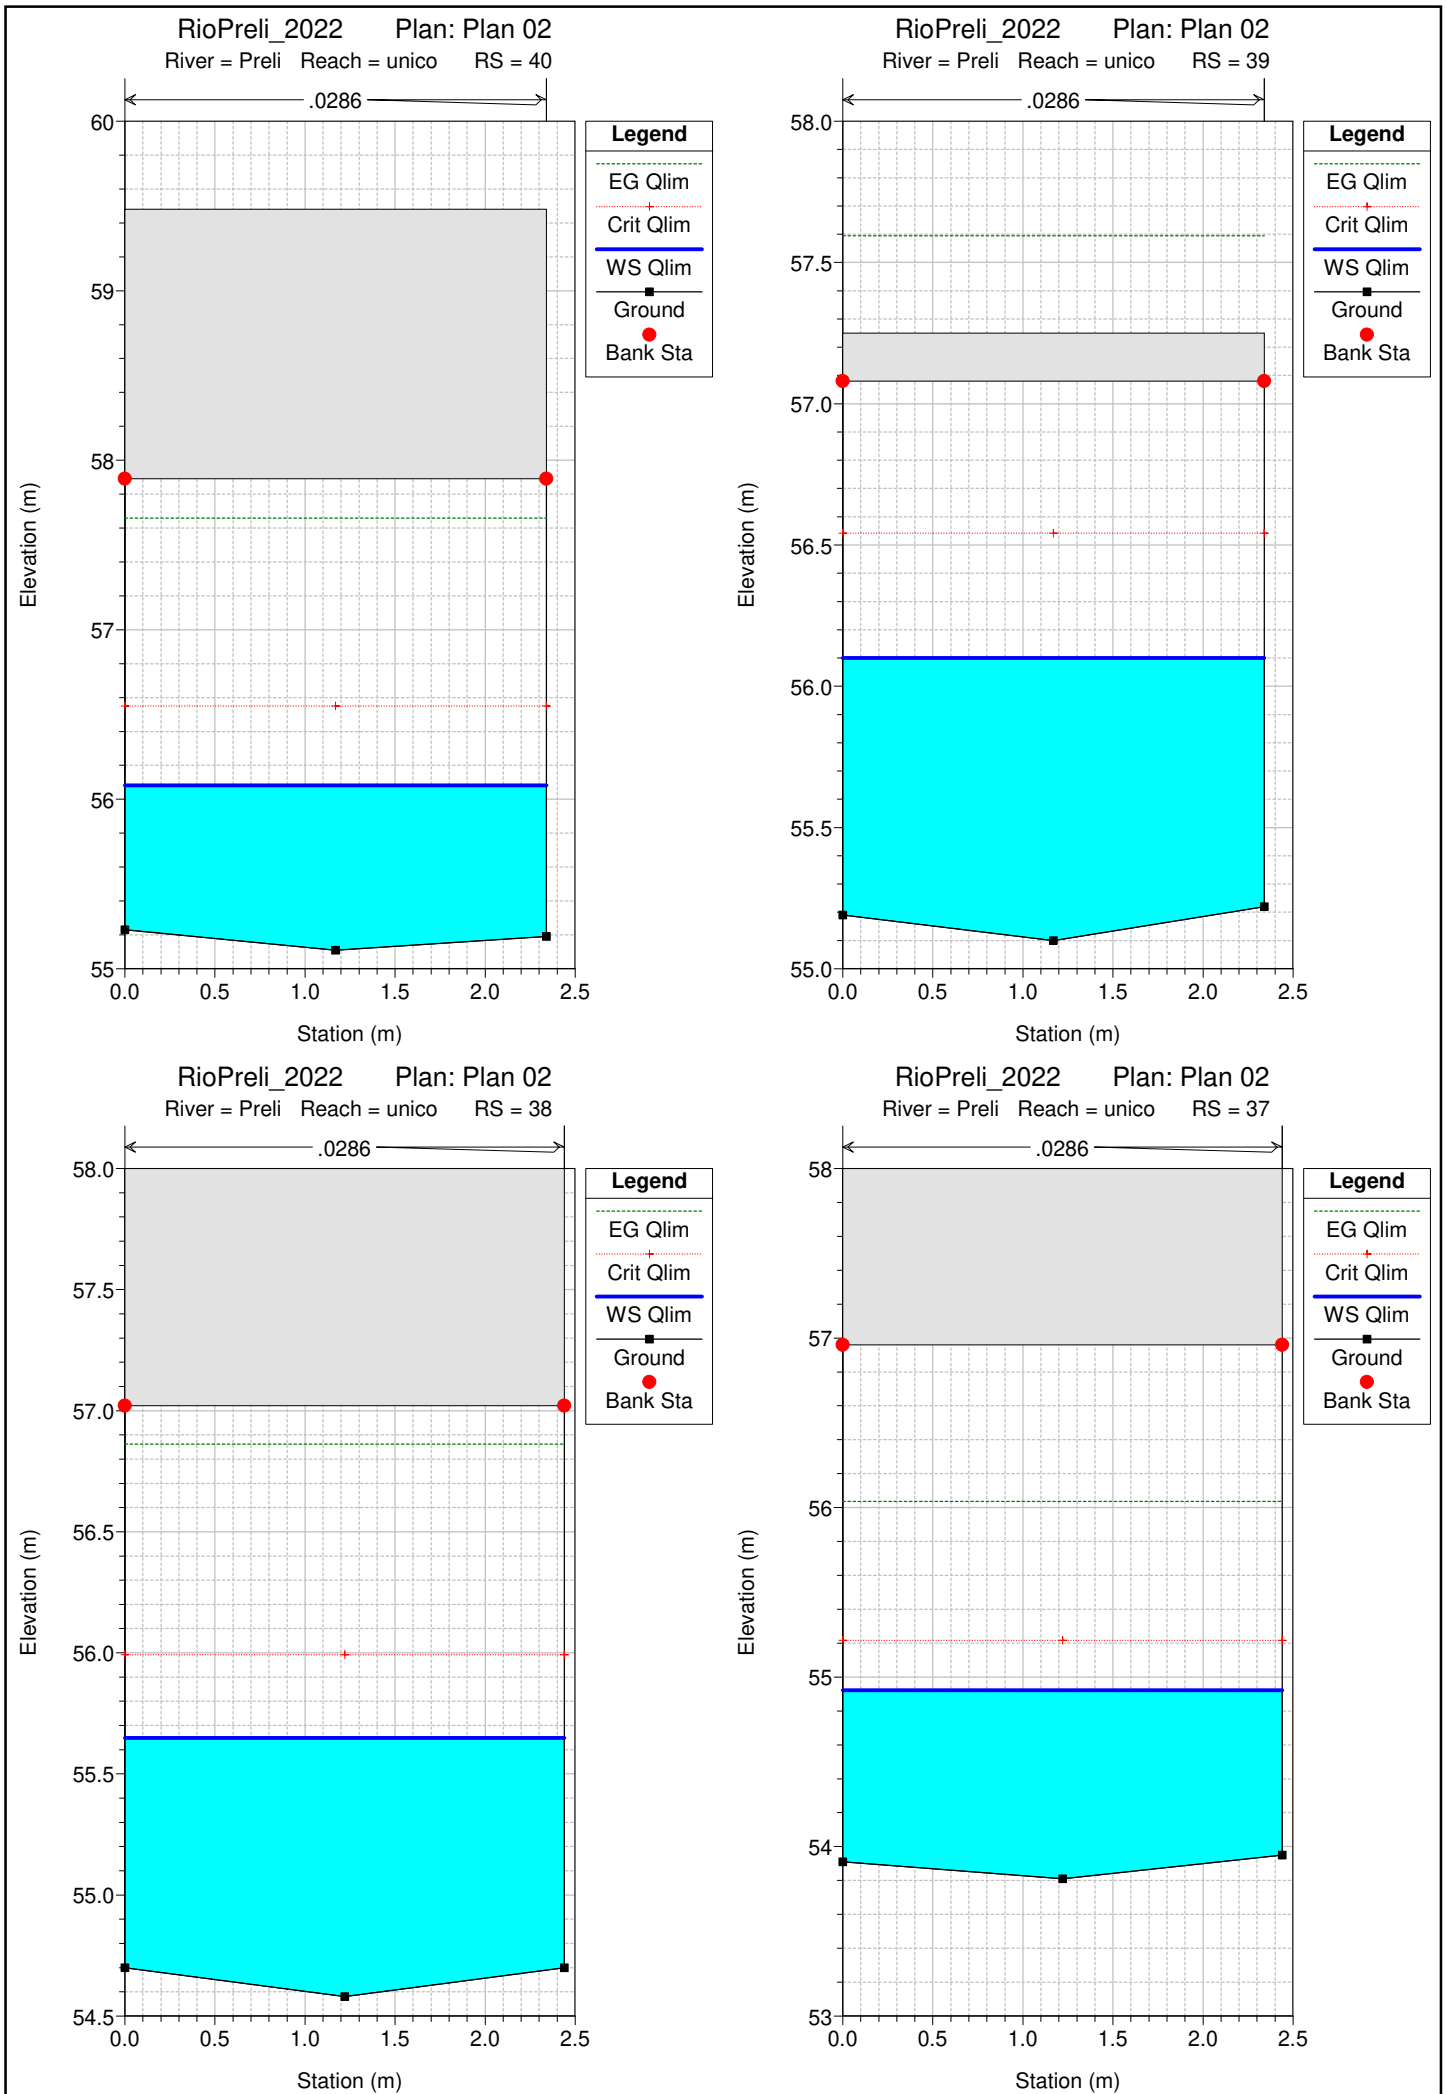 RioPreli_2022 Plan: Plan 02
River = Preli Reach = unico RS = 40
.0286
60
59
58
57
56
55
Elevation (m)
0.0 0.5 1.0 1.5 2.0 2.5
Station (m)
Legend
EG Qlim
Crit Qlim
WS Qlim
Ground
Bank Sta
RioPreli_2022 Plan: Plan 02
River = Preli Reach = unico RS = 39
.0286
58.0
57.5
57.0
56.5
56.0
55.5
55.0
Elevation (m)
0.0 0.5 1.0 1.5 2.0 2.5
Station (m)
Legend
EG Qlim
Crit Qlim
WS Qlim
Ground
Bank Sta
RioPreli_2022 Plan: Plan 02
River = Preli Reach = unico RS = 38
.0286
58.0
57.5
57.0
56.5
56.0
55.5
55.0
54.5
Elevation (m)
0.0 0.5 1.0 1.5 2.0 2.5
Station (m)
Legend
EG Qlim
Crit Qlim
WS Qlim
Ground
Bank Sta
RioPreli_2022 Plan: Plan 02
River = Preli Reach = unico RS = 37
.0286
58
57
56
55
54
53
Elevation (m)
0.0 0.5 1.0 1.5 2.0 2.5
Station (m)
Legend
EG Qlim
Crit Qlim
WS Qlim
Ground
Bank Sta